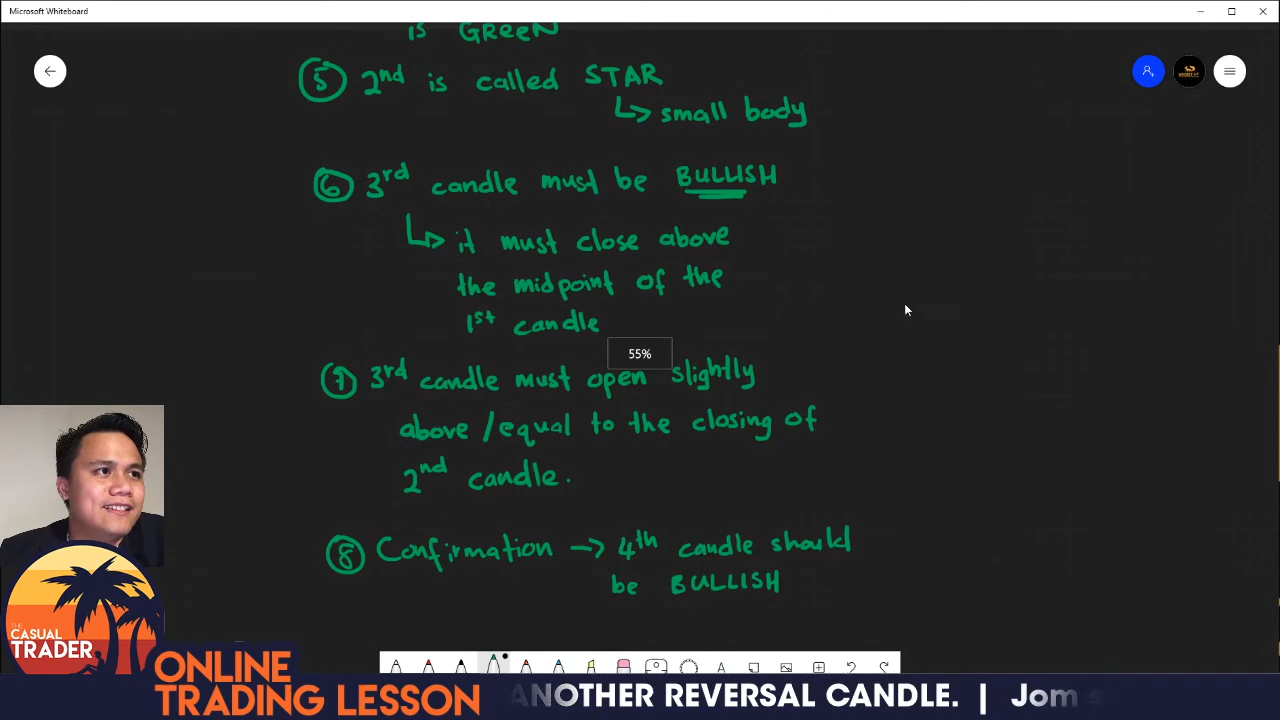 Microsoft Whiteboard
is GReeN
⑤ 2nd is called STAR
↳ small body
⑥ 3rd candle must be BULLISH
↳ it must close above
the midpoint of the
1st candle
55%
⑦ 3rd candle must open slightly
above/equal to the closing of
2nd candle.
⑧ Confirmation → 4th candle should
be BULLISH
THE
CASUAL
TRADER
ONLINE
TRADING LESSON
ANOTHER REVERSAL CANDLE. | Jom